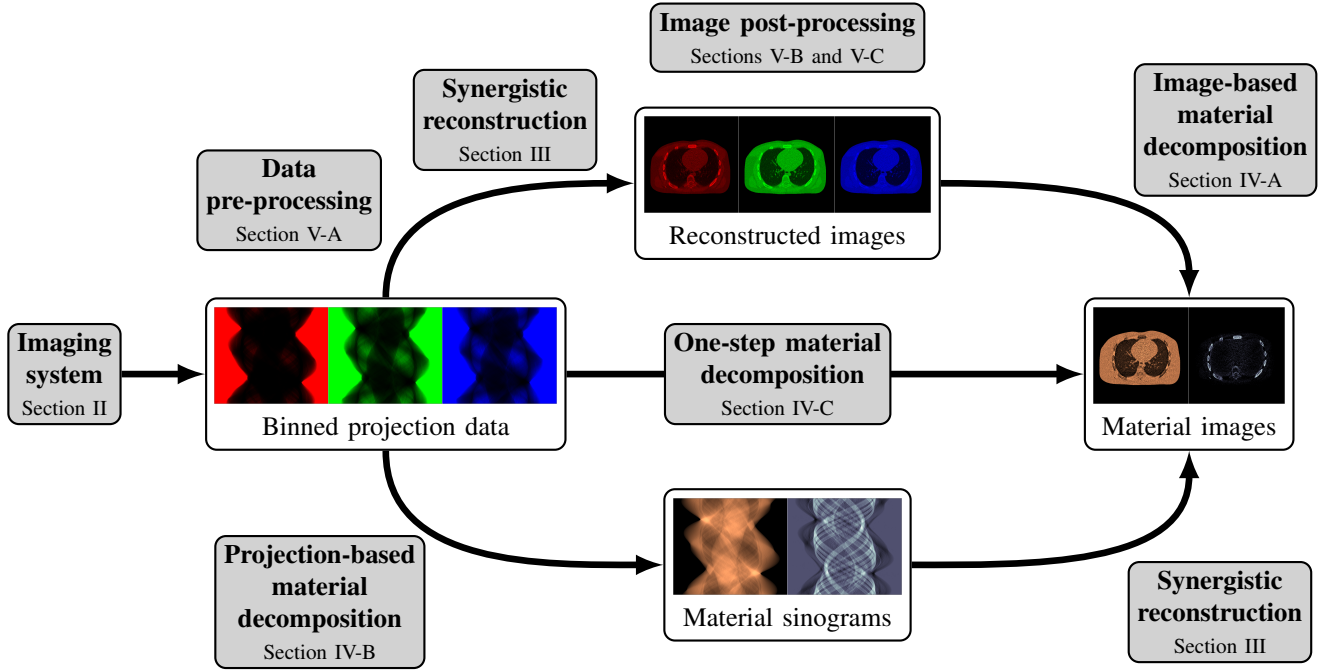 Image post-processing
Sections V-B and V-C
Synergistic
reconstruction
Section III
Image-based
material
decomposition
Section IV-A
Data
pre-processing
Section V-A
Reconstructed images
Imaging
system
Section II
Binned projection data
One-step material
decomposition
Section IV-C
Material images
Projection-based
material
decomposition
Section IV-B
Material sinograms
Synergistic
reconstruction
Section III